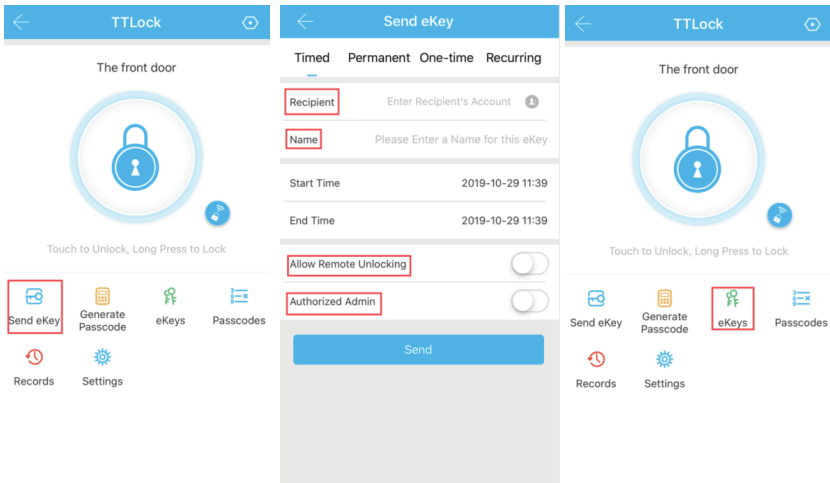 TTLock
The front door
Touch to Unlock, Long Press to Lock
Send eKey
Generate
Passcode
eKeys
Passcodes
Records
Settings
Send eKey
Timed Permanent One-time Recurring
Recipient Enter Recipient's Account
Name Please Enter a Name for this eKey
Start Time 2019-10-29 11:39
End Time 2019-10-29 11:39
Allow Remote Unlocking
Authorized Admin
Send
TTLock
The front door
Touch to Unlock, Long Press to Lock
Send eKey
Generate
Passcode
eKeys
Passcodes
Records
Settings